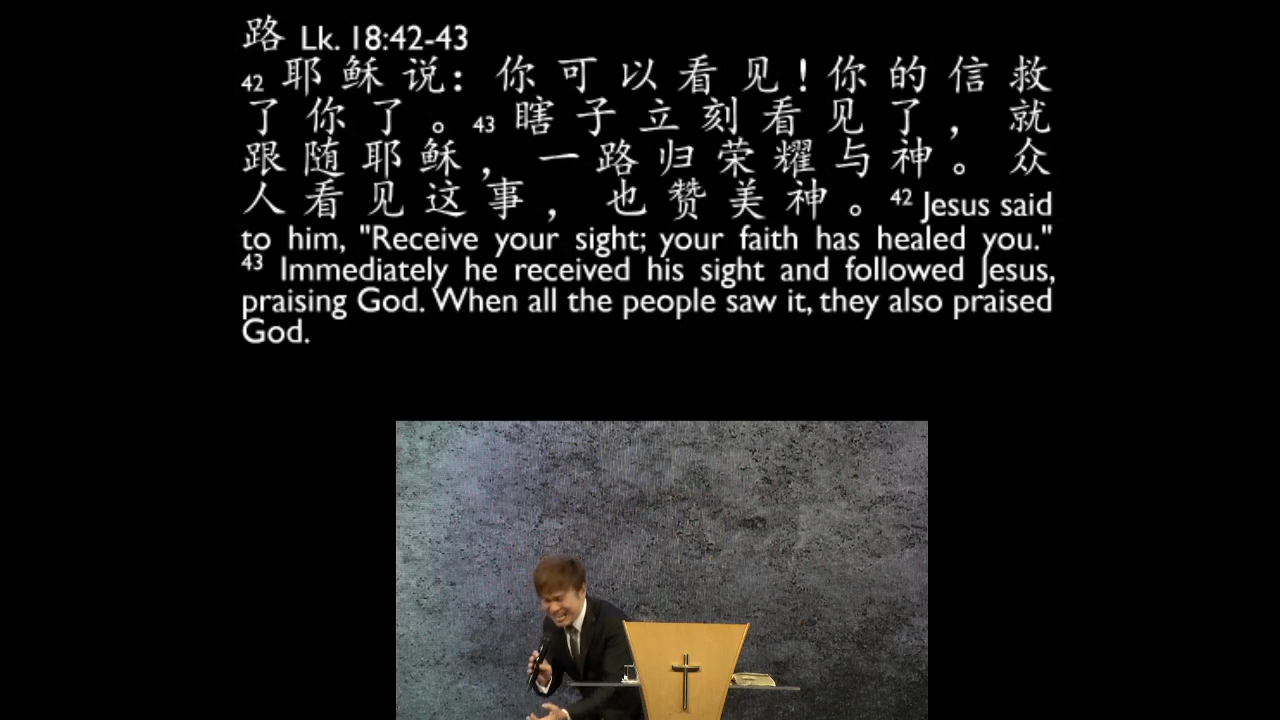 路 Lk. 18:42-43
42 耶稣说：你可以看见！你的信救
了你了。43 瞎子立刻看见了，就
跟随耶稣，一路归荣耀与神。众
人看见这事，也赞美神。42 Jesus said
to him, "Receive your sight; your faith has healed you."
43 Immediately he received his sight and followed Jesus,
praising God. When all the people saw it, they also praised
God.